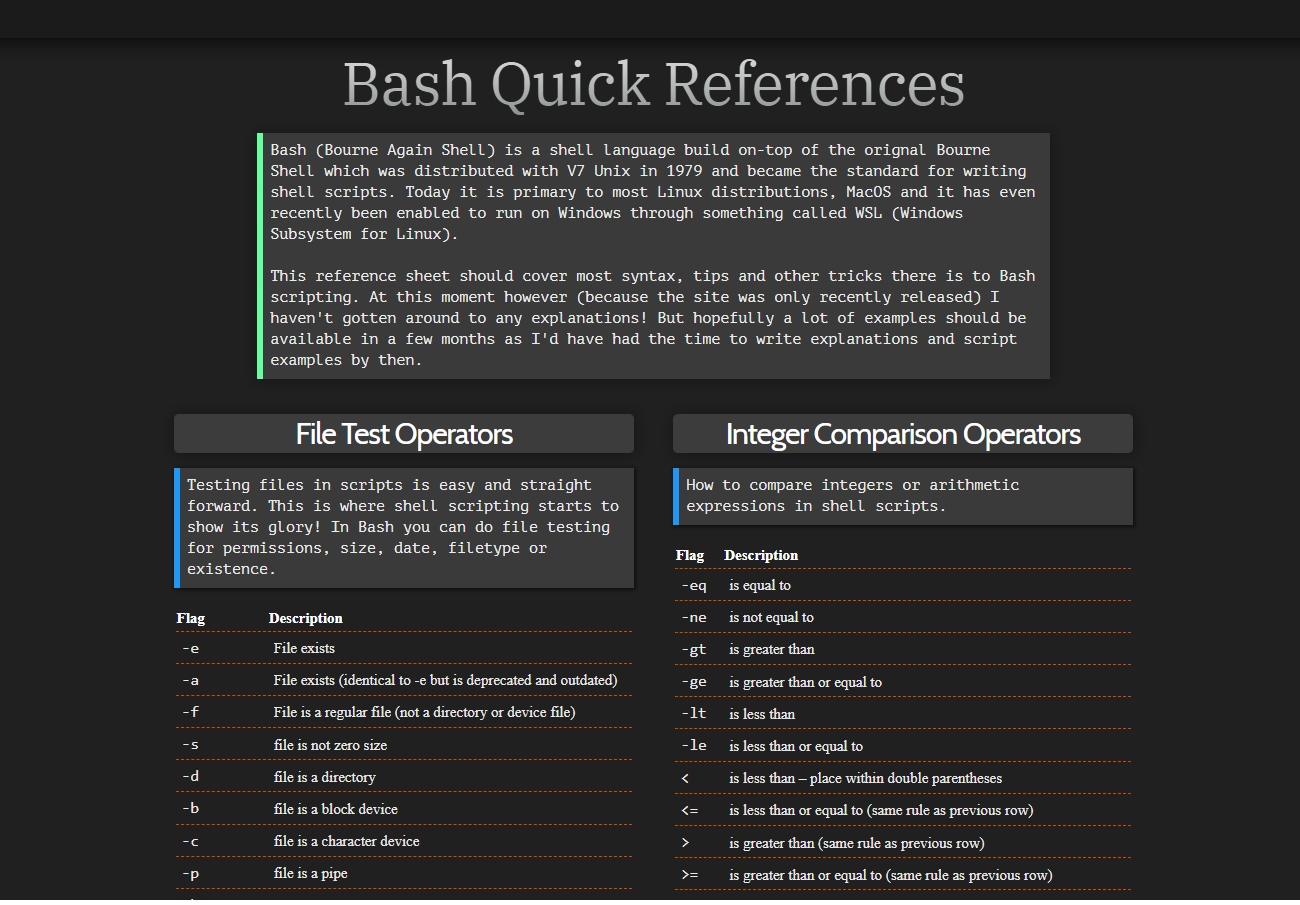 Bash Quick References
Bash (Bourne Again Shell) is a shell language build on-top of the orignal Bourne
Shell which was distributed with V7 Unix in 1979 and became the standard for writing
shell scripts. Today it is primary to most Linux distributions, MacOS and it has even
recently been enabled to run on Windows through something called WSL (Windows
Subsystem for Linux).
This reference sheet should cover most syntax, tips and other tricks there is to Bash
scripting. At this moment however (because the site was only recently released) I
haven't gotten around to any explanations! But hopefully a lot of examples should be
available in a few months as I'd have had the time to write explanations and script
examples by then.
File Test Operators
Testing files in scripts is easy and straight
forward. This is where shell scripting starts to
show its glory! In Bash you can do file testing
for permissions, size, date, filetype or
existence.
Flag Description
-e File exists
-a File exists (identical to -e but is deprecated and outdated)
-f File is a regular file (not a directory or device file)
-s file is not zero size
-d file is a directory
-b file is a block device
-c file is a character device
-p file is a pipe
Integer Comparison Operators
How to compare integers or arithmetic
expressions in shell scripts.
Flag Description
-eq is equal to
-ne is not equal to
-gt is greater than
-ge is greater than or equal to
-lt is less than
-le is less than or equal to
< is less than – place within double parentheses
<= is less than or equal to (same rule as previous row)
> is greater than (same rule as previous row)
>= is greater than or equal to (same rule as previous row)